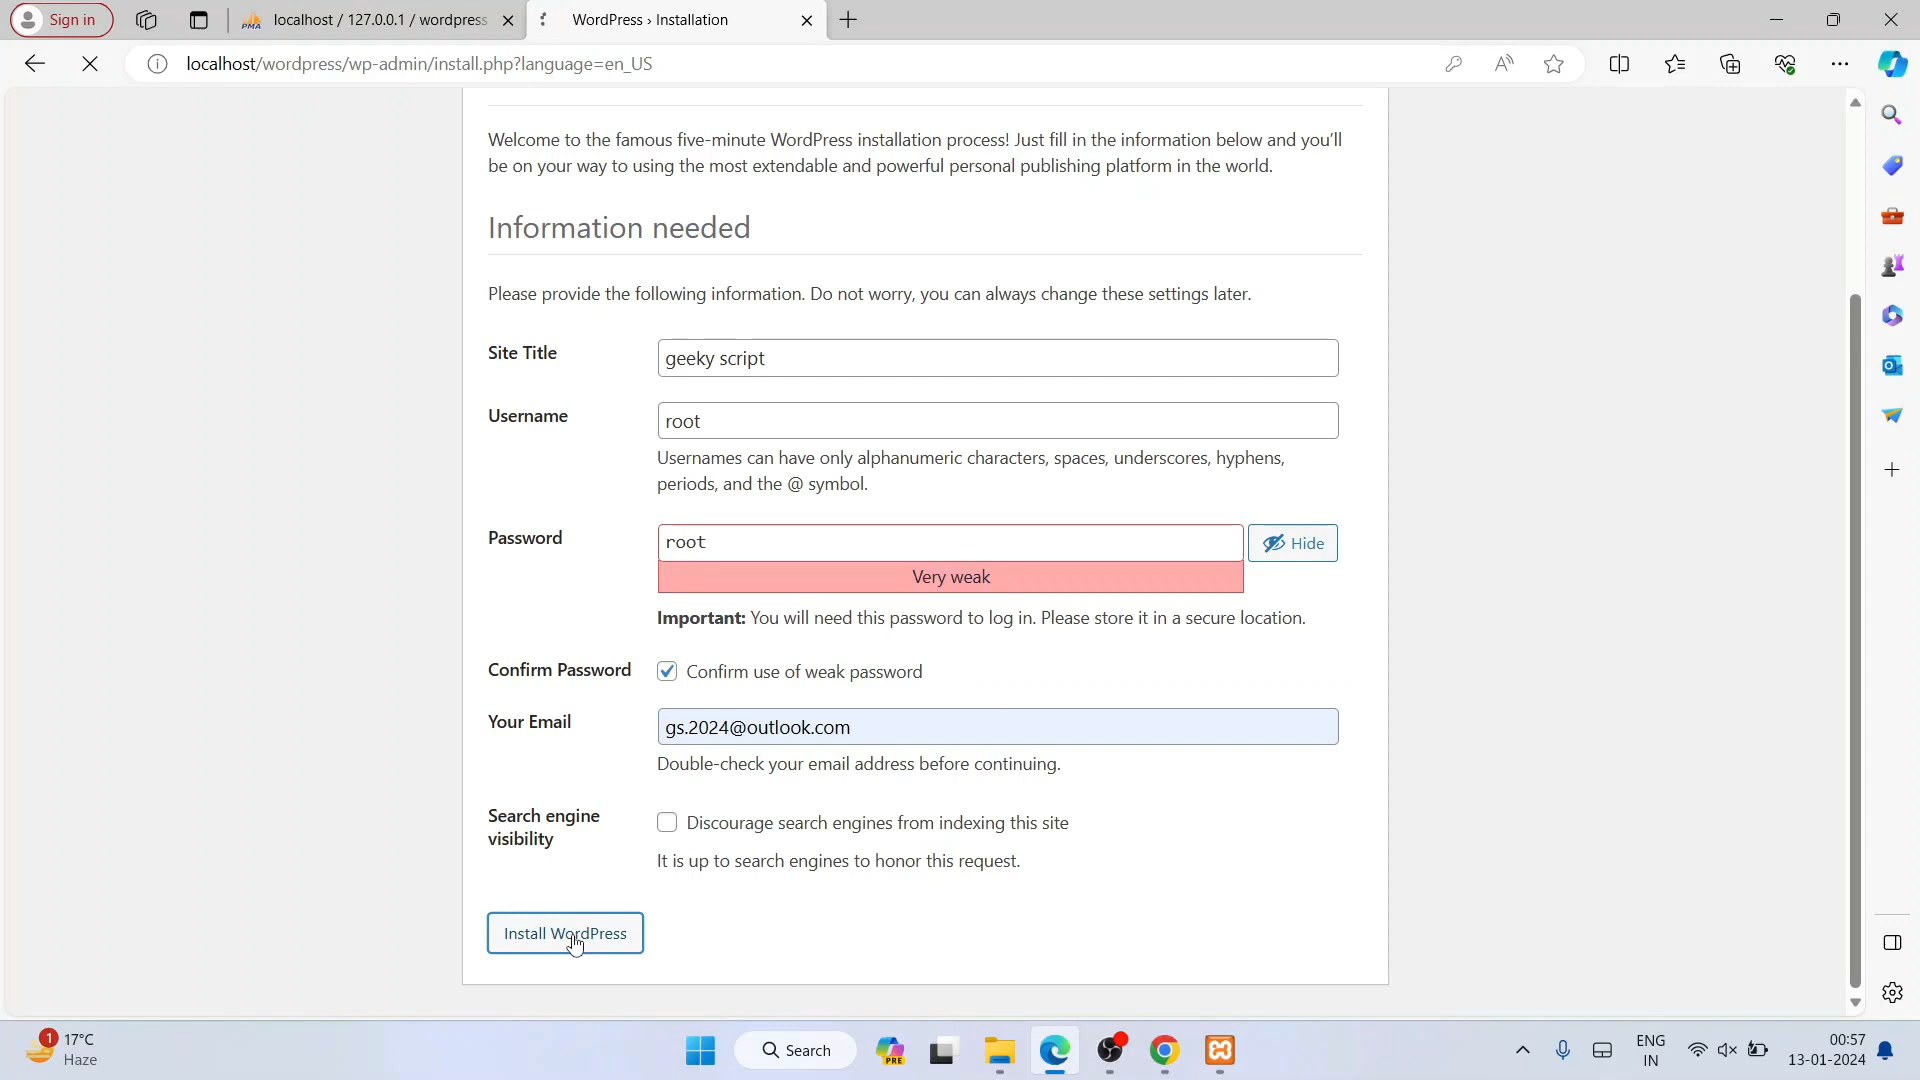 Sign in
localhost / 127.0.0.1 / wordpress
WordPress › Installation
localhost/wordpress/wp-admin/install.php?language=en_US
Welcome to the famous five-minute WordPress installation process! Just fill in the information below and you'll
be on your way to using the most extendable and powerful personal publishing platform in the world.
Information needed
Please provide the following information. Do not worry, you can always change these settings later.
Site Title
geeky script
Username
root
Usernames can have only alphanumeric characters, spaces, underscores, hyphens,
periods, and the @ symbol.
Password
root
Hide
Very weak
Important: You will need this password to log in. Please store it in a secure location.
Confirm Password
Confirm use of weak password
Your Email
gs.2024@outlook.com
Double-check your email address before continuing.
Search engine
visibility
Discourage search engines from indexing this site
It is up to search engines to honor this request.
Install WordPress
1
17°C
Haze
Search
PRE
ENG
IN
00:57
13-01-2024